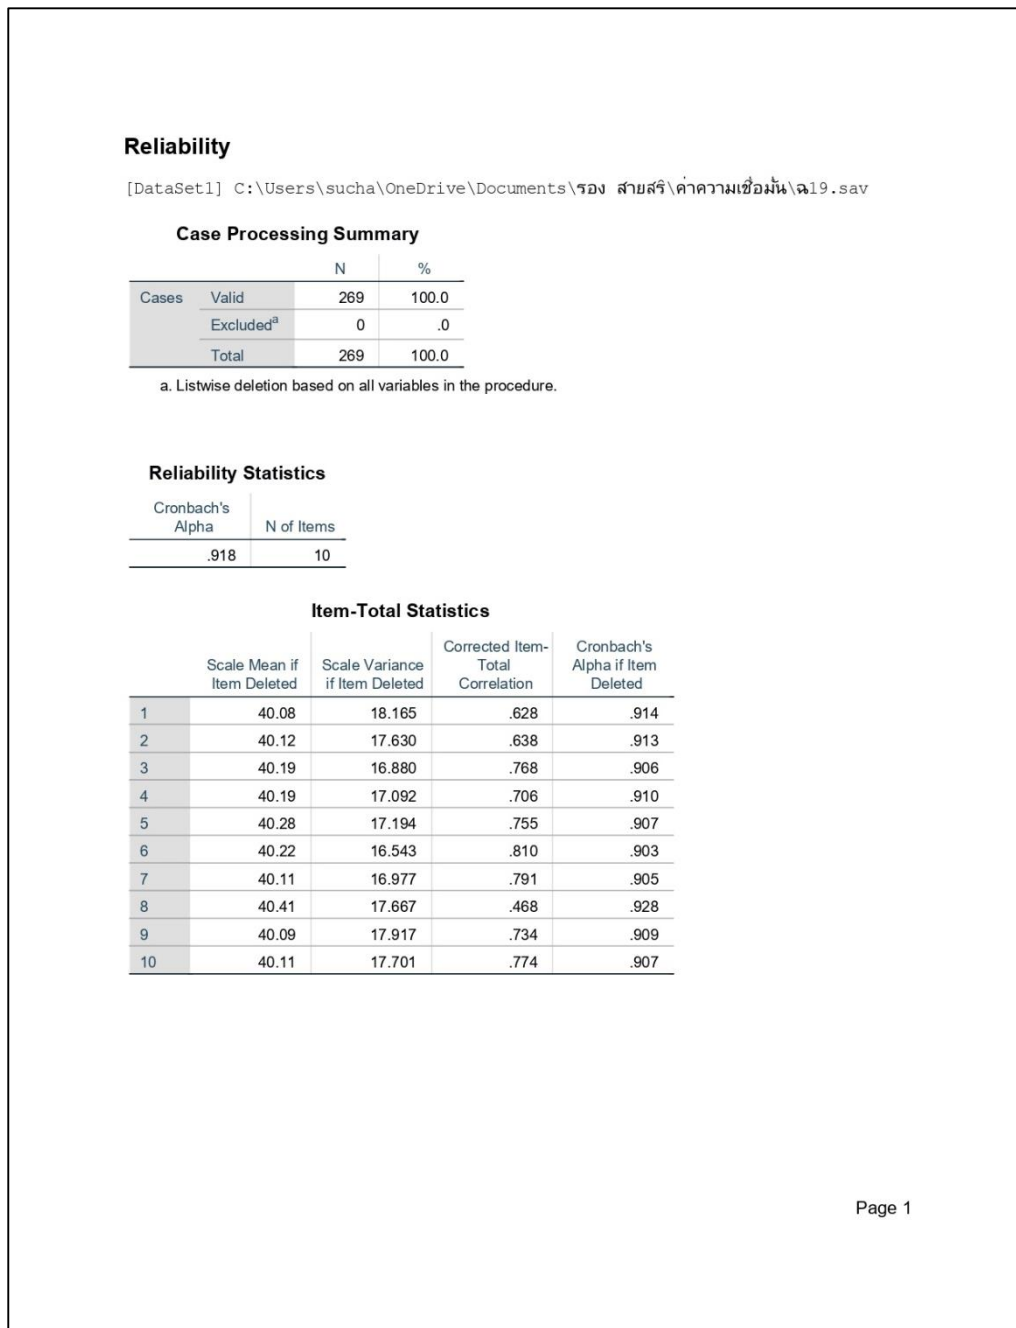 Reliability
[DataSet1] C:\Users\sucha\OneDrive\Documents\รอง สายสริ\ค่าความเชื่อมั่น\ฉ19.sav
Case Processing Summary
N %
Cases Valid 269 100.0
Excludedᵃ 0 .0
Total 269 100.0
a. Listwise deletion based on all variables in the procedure.
Reliability Statistics
Cronbach's
Alpha N of Items
.918 10
Item-Total Statistics
Scale Mean if Item Deleted Scale Variance if Item Deleted Corrected Item-Total Correlation Cronbach's Alpha if Item Deleted
1 40.08 18.165 .628 .914
2 40.12 17.630 .638 .913
3 40.19 16.880 .768 .906
4 40.19 17.092 .706 .910
5 40.28 17.194 .755 .907
6 40.22 16.543 .810 .903
7 40.11 16.977 .791 .905
8 40.41 17.667 .468 .928
9 40.09 17.917 .734 .909
10 40.11 17.701 .774 .907
Page 1